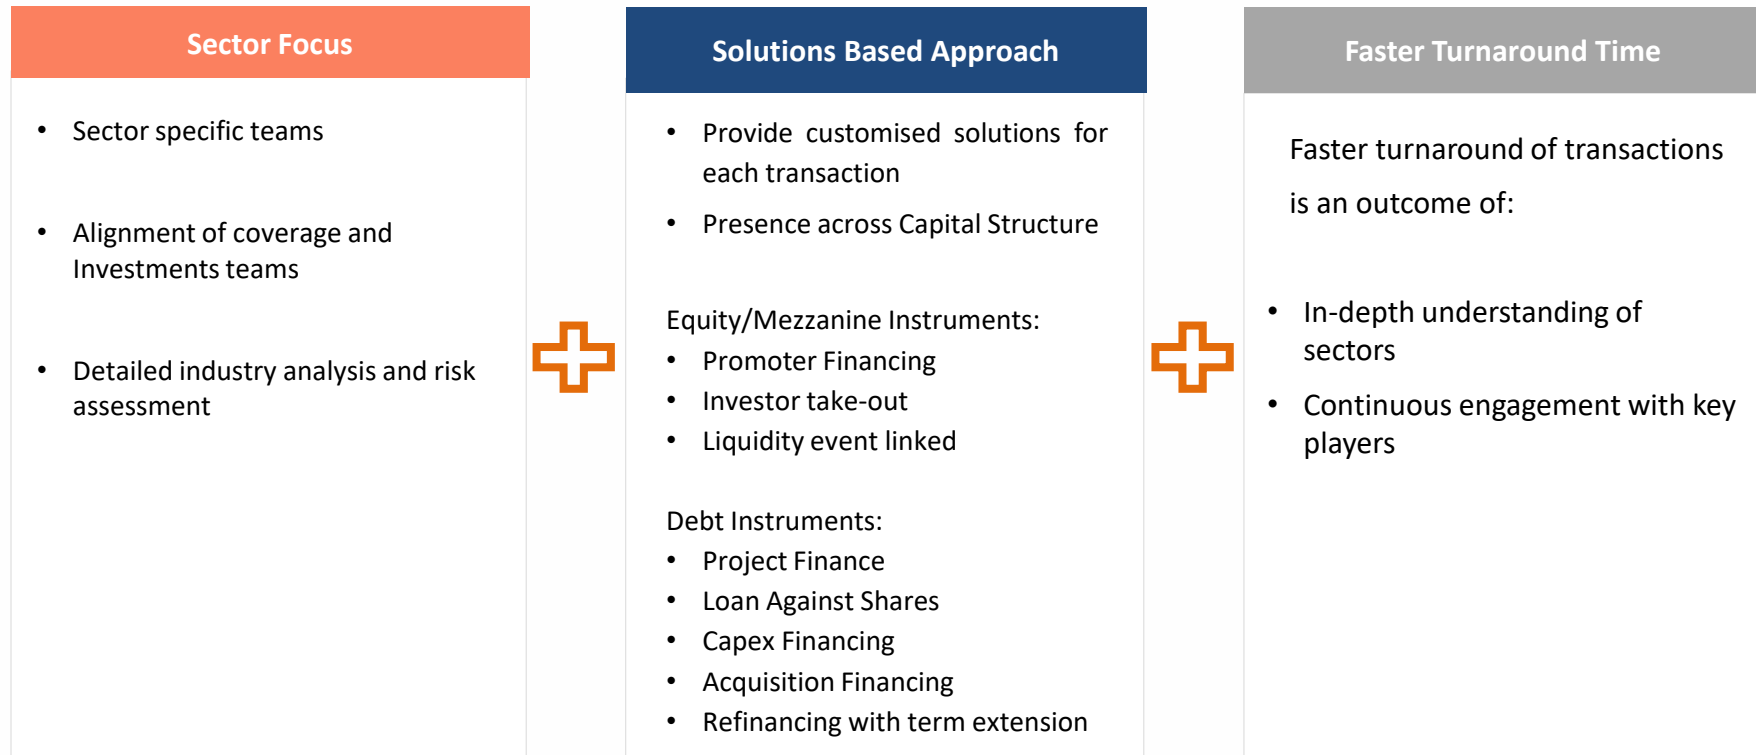 Sector Focus
• Sector specific teams
• Alignment of coverage and
Investments teams
• Detailed industry analysis and risk
assessment
Solutions Based Approach
• Provide customised solutions for
each transaction
• Presence across Capital Structure
Equity/Mezzanine Instruments:
• Promoter Financing
• Investor take-out
• Liquidity event linked
Debt Instruments:
• Project Finance
• Loan Against Shares
• Capex Financing
• Acquisition Financing
• Refinancing with term extension
Faster Turnaround Time
Faster turnaround of transactions
is an outcome of:
• In-depth understanding of
sectors
• Continuous engagement with key
players